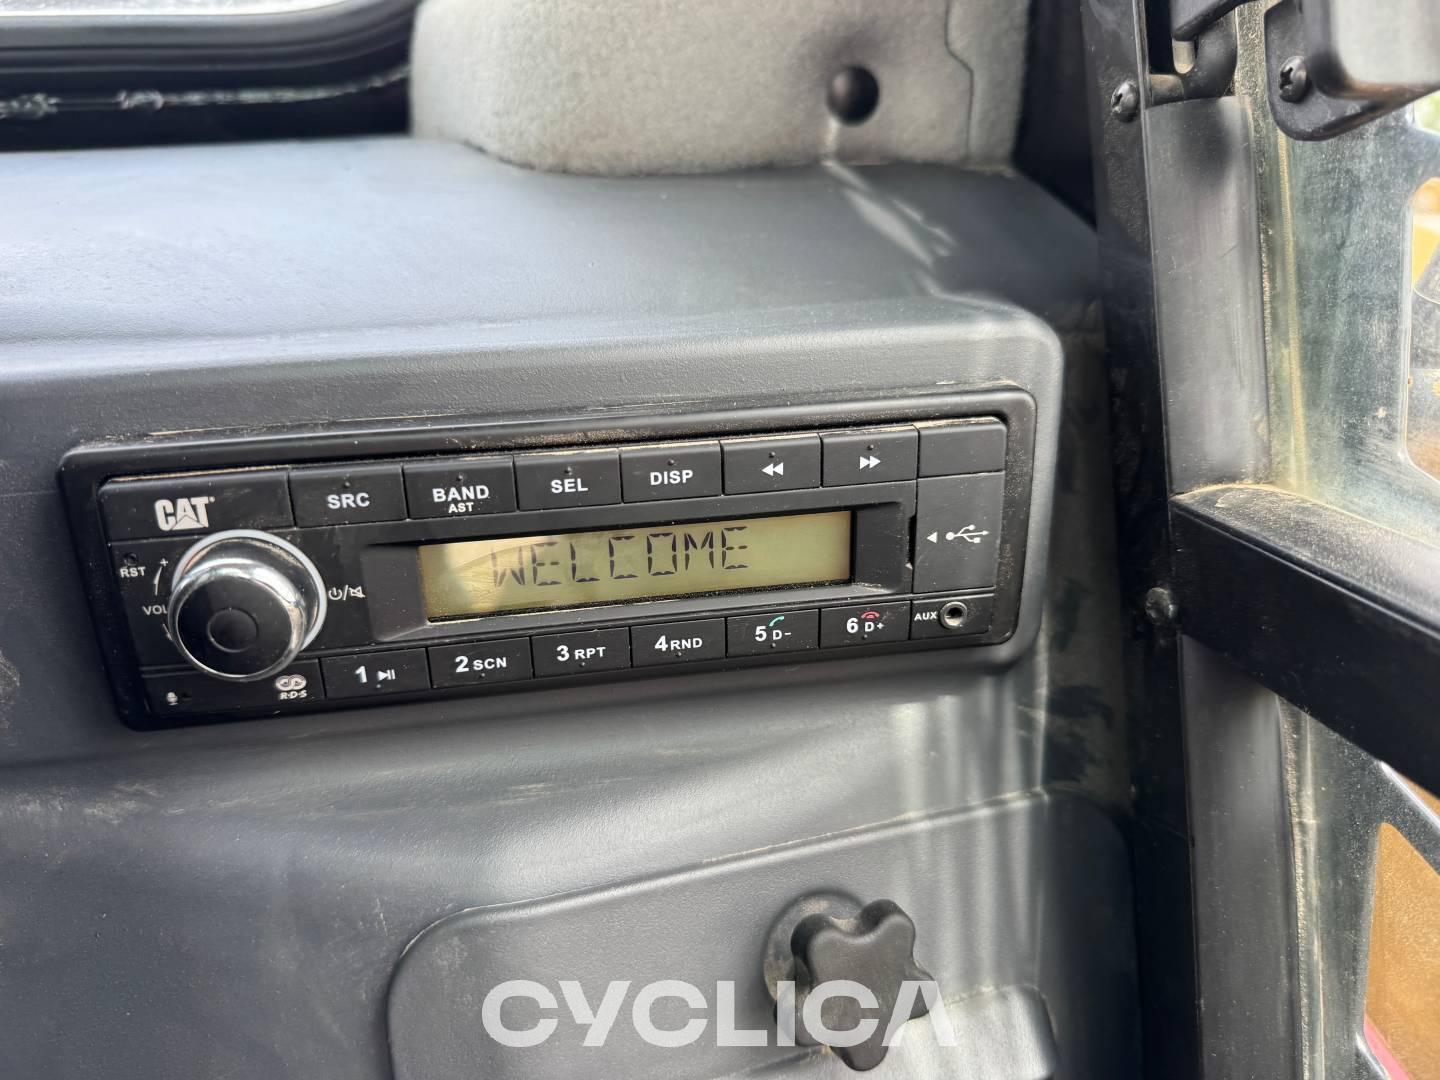 CAT
SRC
BAND
AST
SEL
DISP
RST
VOL
WELCOME
AUX
1
2 SCN
3 RPT
4 RND
5 D-
6 D+
R·D·S
CYCLICA